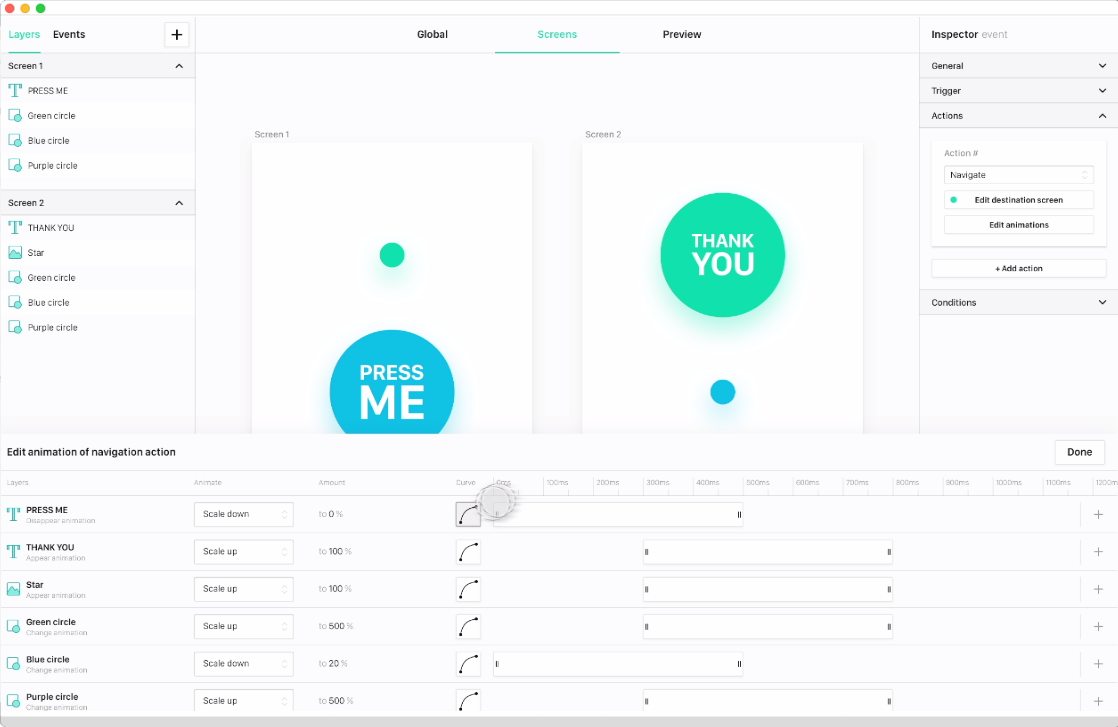 Layers Events +
Global Screens Preview
Inspector event
Screen 1
PRESS ME
Green circle
Blue circle
Purple circle
Screen 2
THANK YOU
Star
Green circle
Blue circle
Purple circle
Screen 1
PRESS
ME
Screen 2
THANK
YOU
General
Trigger
Actions
Action #
Navigate
Edit destination screen
Edit animations
+ Add action
Conditions
Edit animation of navigation action Done
Layers Animate Amount Curve 0ms 100ms 200ms 300ms 400ms 500ms 600ms 700ms 800ms 900ms 1000ms 1100ms 1200m
PRESS ME
Disappear animation
Scale down to 0 %
THANK YOU
Appear animation
Scale up to 100 %
Star
Appear animation
Scale up to 100 %
Green circle
Change animation
Scale up to 500 %
Blue circle
Change animation
Scale down to 20 %
Purple circle
Change animation
Scale up to 500 %